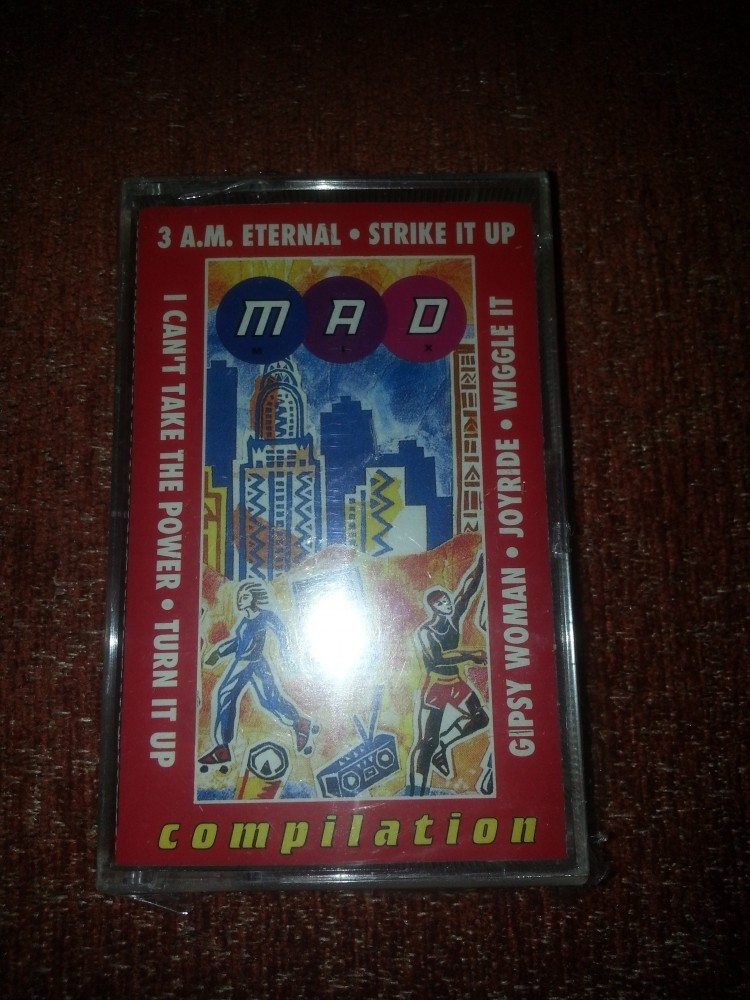 3 A.M. ETERNAL • STRIKE IT UP
I CAN'T TAKE THE POWER • TURN IT UP
MAD
MIX
GIPSY WOMAN • JOYRIDE • WIGGLE IT
compilation